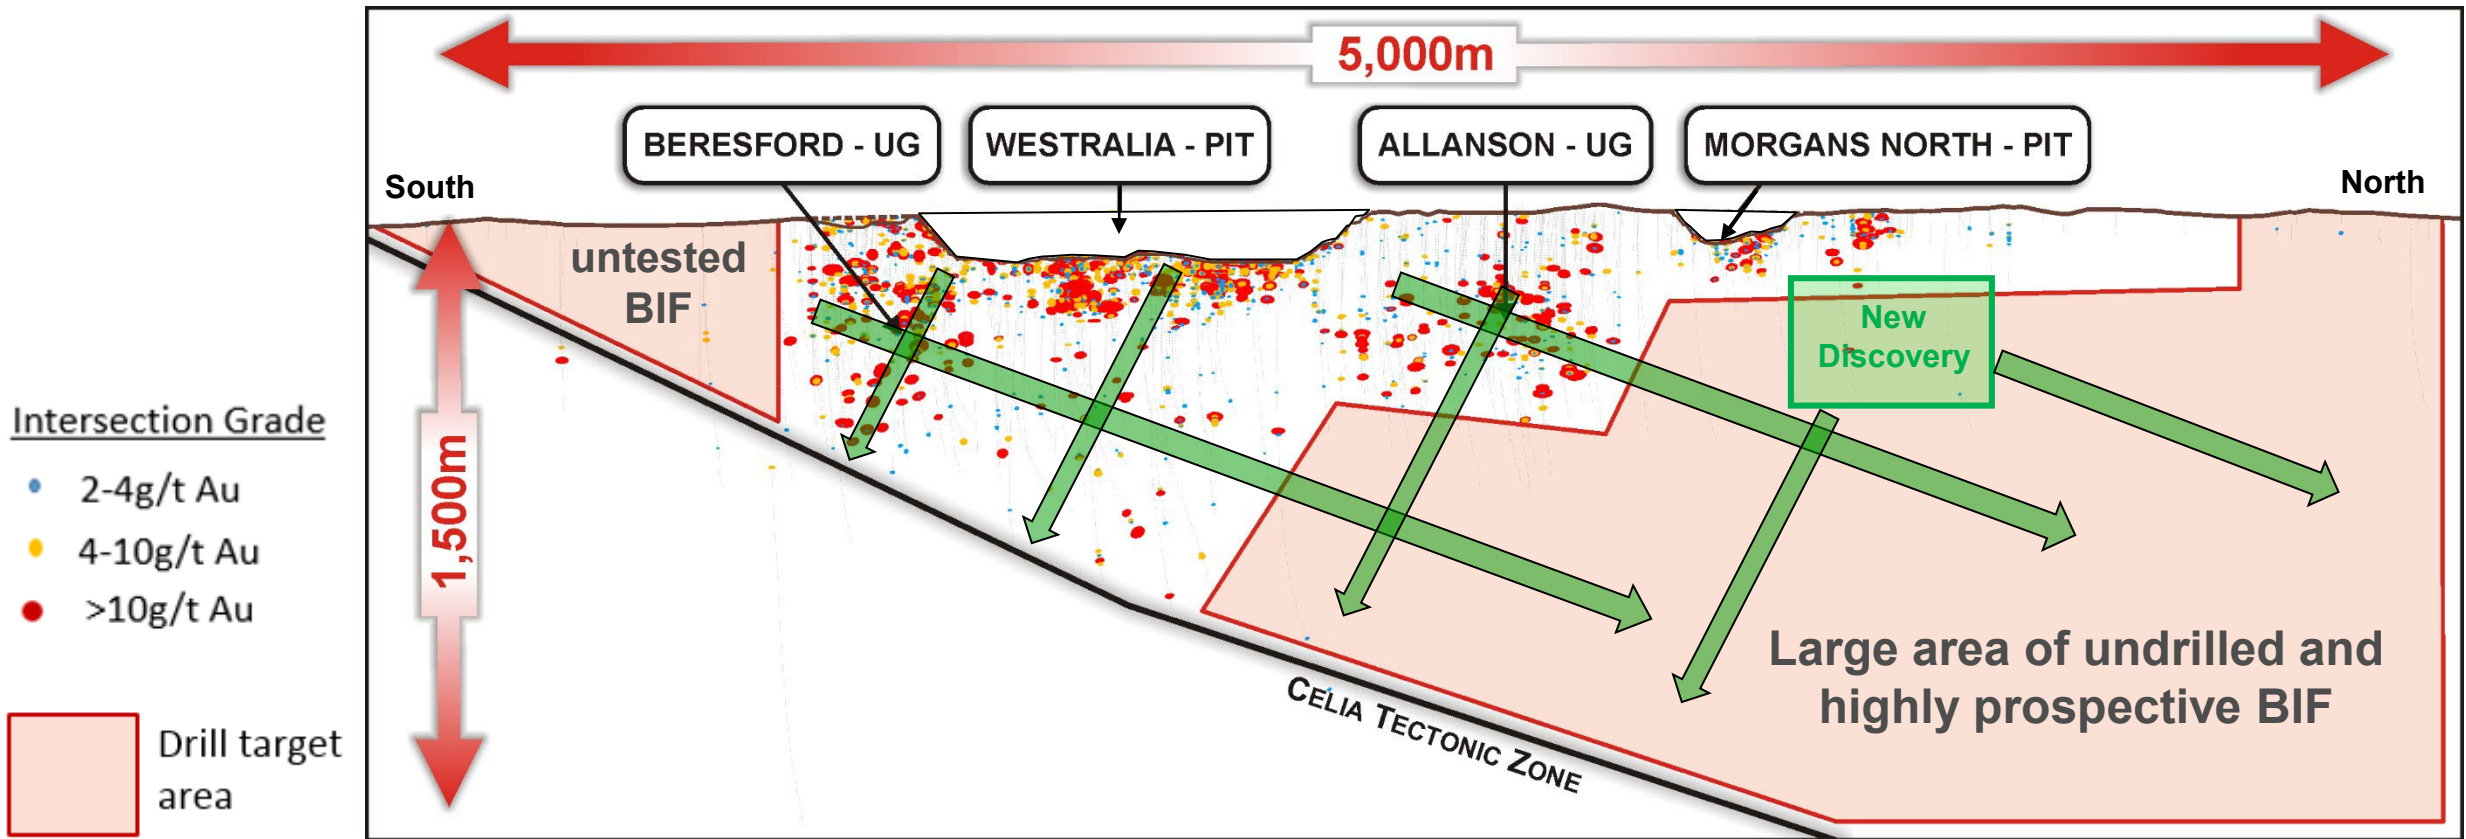 5,000m
BERESFORD - UG
WESTRALIA - PIT
ALLANSON - UG
MORGANS NORTH - PIT
South
North
untested
BIF
New
Discovery
1,500m
Intersection Grade
2-4g/t Au
4-10g/t Au
>10g/t Au
Drill target
area
Large area of undrilled and
highly prospective BIF
CELIA TECTONIC ZONE